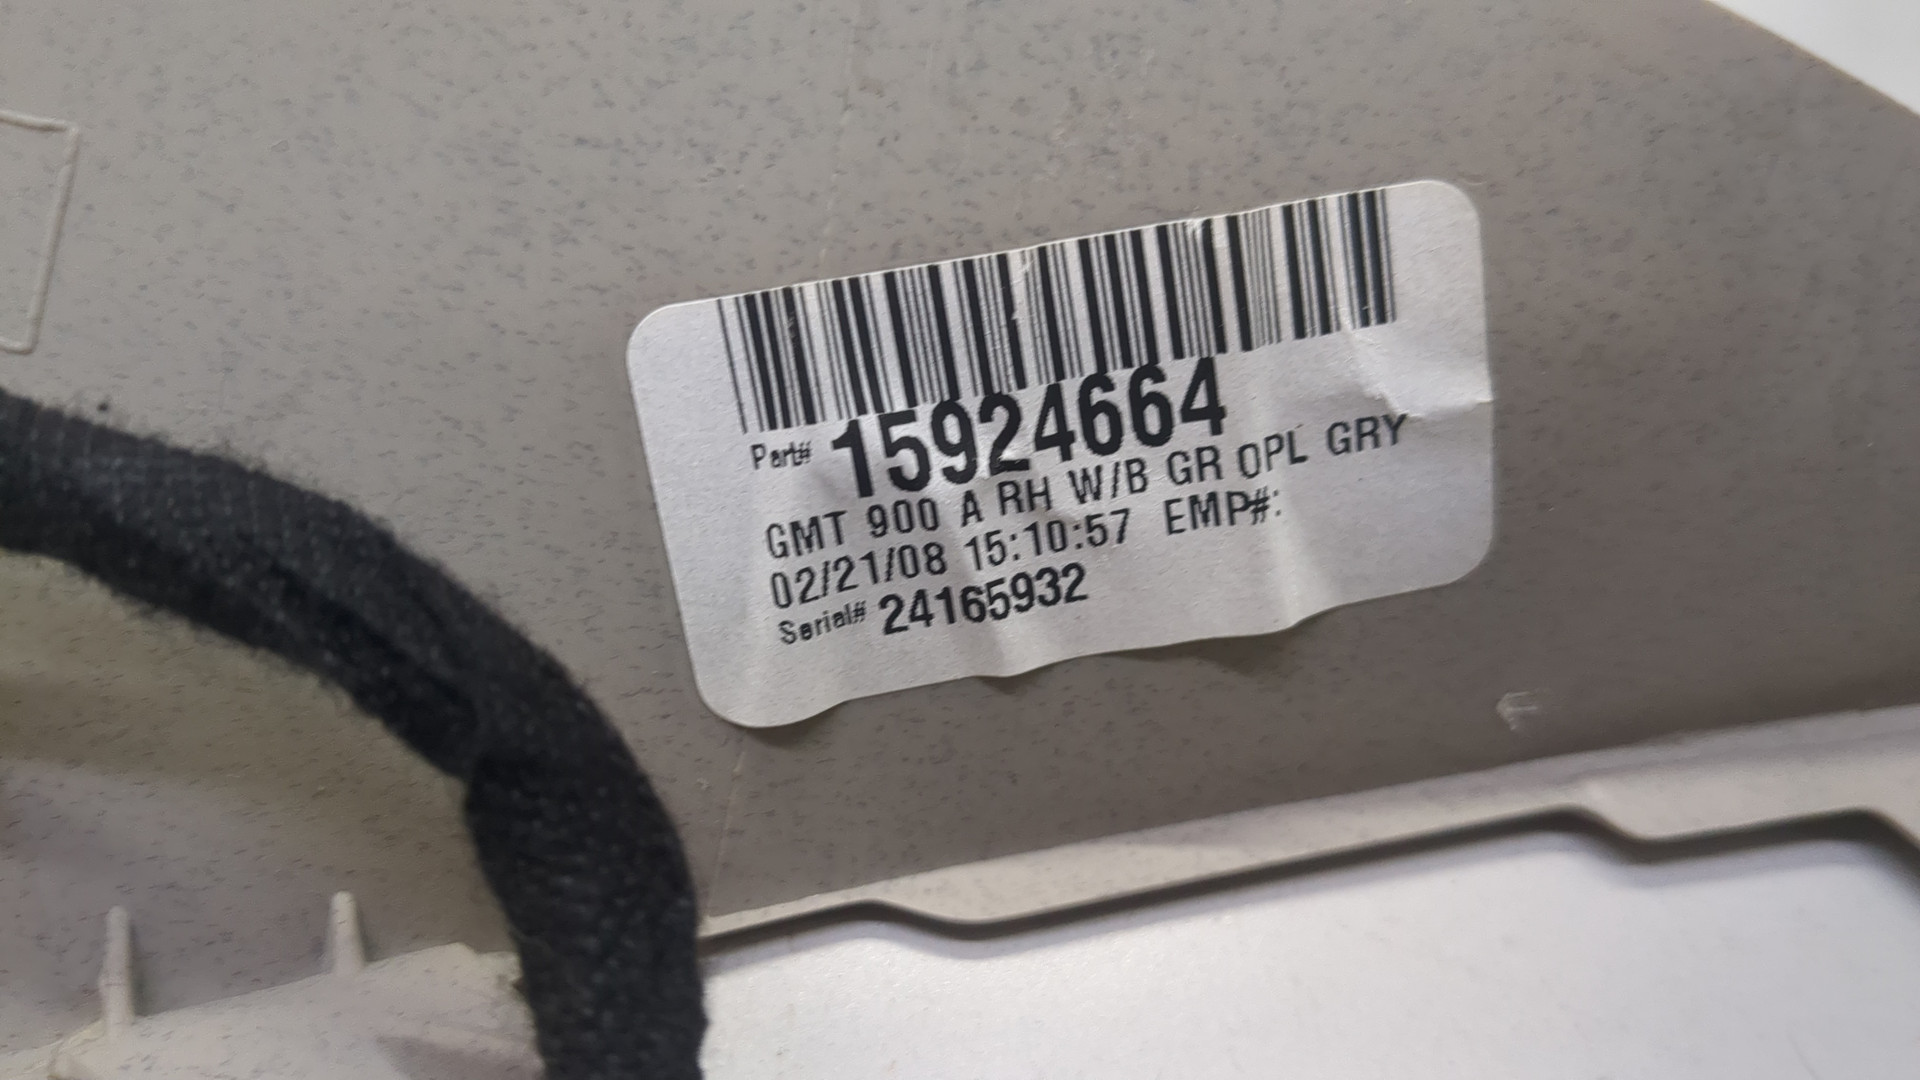 Part# 15924664
GMT 900 A RH W/B GR OPL GRY
02/21/08 15:10:57 EMP#:
Serial# 24165932